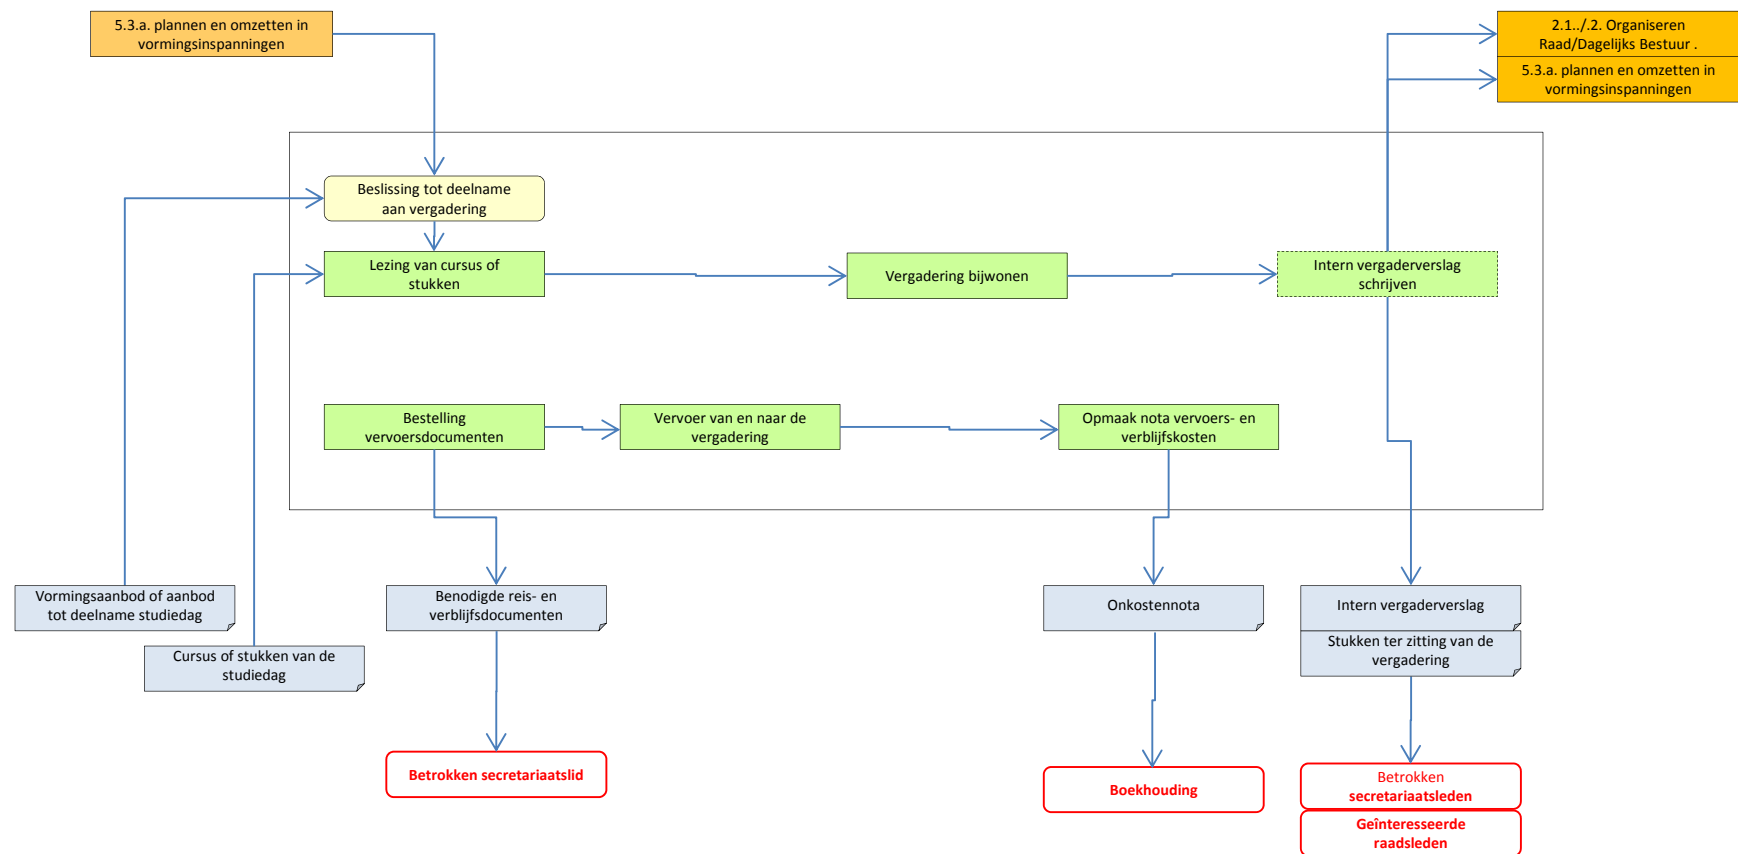 5.3.a. plannen en omzetten in
vormingsinspanningen
2.1../.2. Organiseren
Raad/Dagelijks Bestuur .
5.3.a. plannen en omzetten in
vormingsinspanningen
Beslissing tot deelname
aan vergadering
Lezing van cursus of
stukken
Vergadering bijwonen
Intern vergaderverslag
schrijven
Bestelling
vervoersdocumenten
Vervoer van en naar de
vergadering
Opmaak nota vervoers- en
verblijfskosten
Vormingsaanbod of aanbod
tot deelname studiedag
Benodigde reis- en
verblijfsdocumenten
Onkostennota
Intern vergaderverslag
Stukken ter zitting van de
vergadering
Cursus of stukken van de
studiedag
Betrokken secretariaatslid
Boekhouding
Betrokken
secretariaatsleden
Geînteresseerde
raadsleden